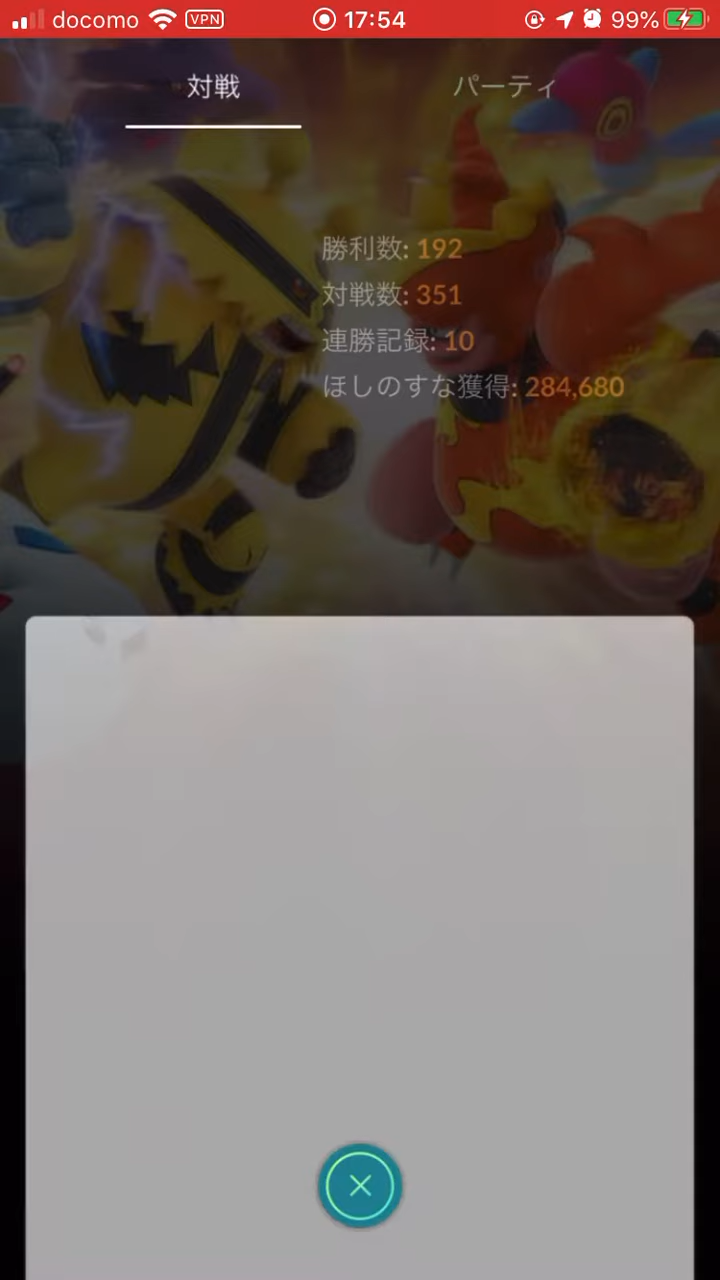 docomo VPN 17:54 99%
対戦 パーティ
勝利数: 192
対戦数: 351
連勝記録: 10
ほしのすな獲得: 284,680